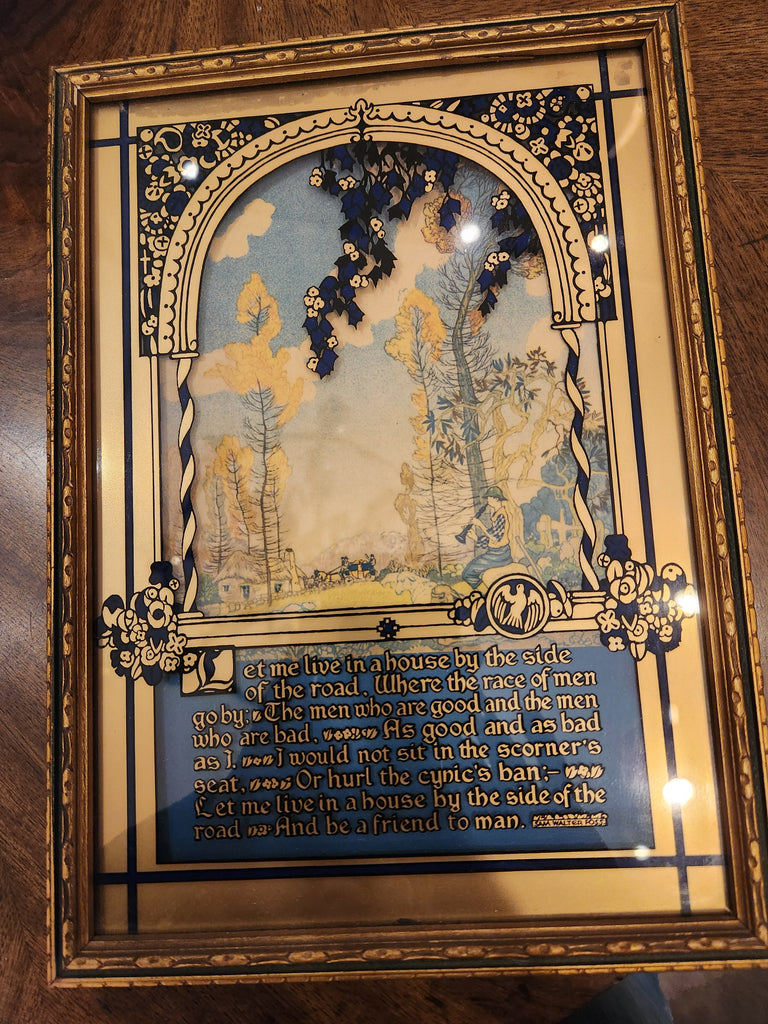 Let me live in a house by the side
of the road, Where the race of men
go by;- The men who are good and the men
who are bad, As good and as bad
as I. I would not sit in the scorner's
seat, Or hurl the cynic's ban;-
Let me live in a house by the side of the
road And be a friend to man. SAM WALTER FOSS